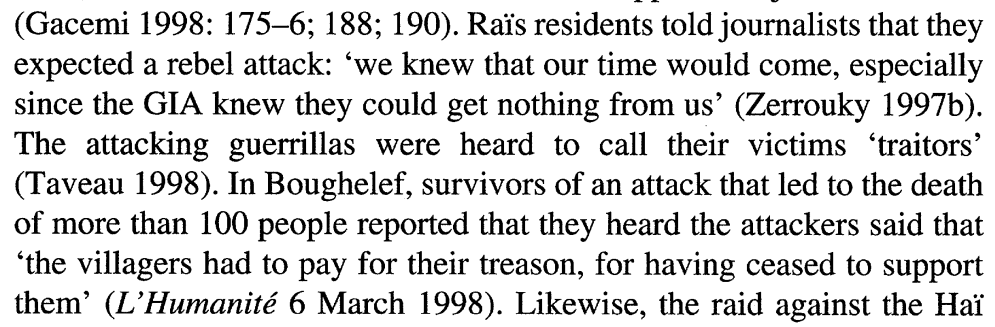 (Gacemi 1998: 175–6; 188; 190). Raïs residents told journalists that they
expected a rebel attack: ‘we knew that our time would come, especially
since the GIA knew they could get nothing from us’ (Zerrouky 1997b).
The attacking guerrillas were heard to call their victims ‘traitors’
(Taveau 1998). In Boughelef, survivors of an attack that led to the death
of more than 100 people reported that they heard the attackers said that
‘the villagers had to pay for their treason, for having ceased to support
them’ (L’Humanité 6 March 1998). Likewise, the raid against the Haï